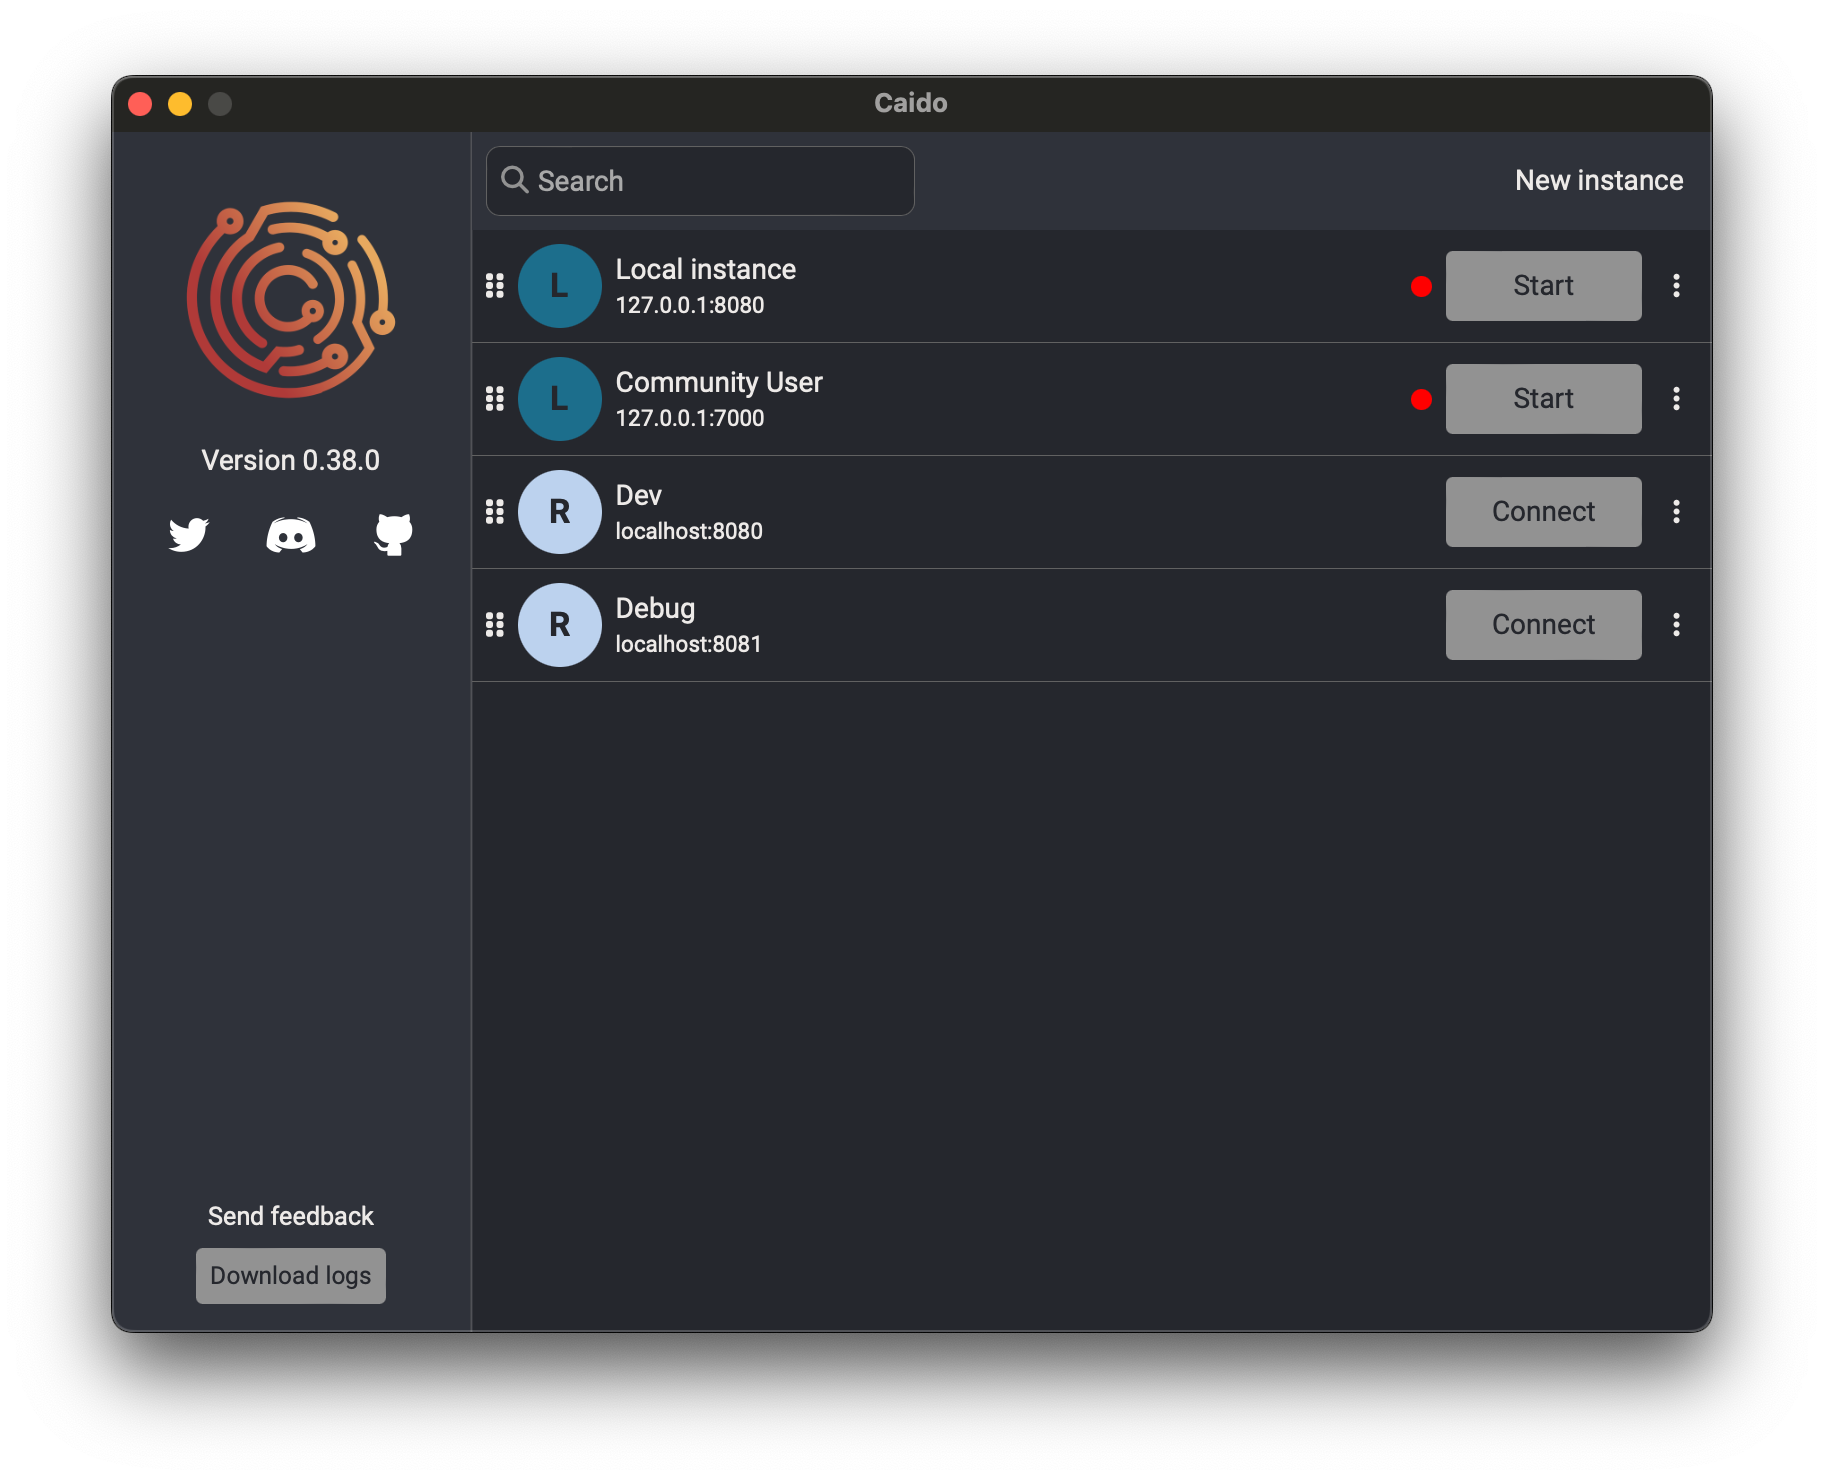 Caido
Search
New instance
Version 0.38.0
L
Local instance
127.0.0.1:8080
Start
L
Community User
127.0.0.1:7000
Start
R
Dev
localhost:8080
Connect
R
Debug
localhost:8081
Connect
Send feedback
Download logs